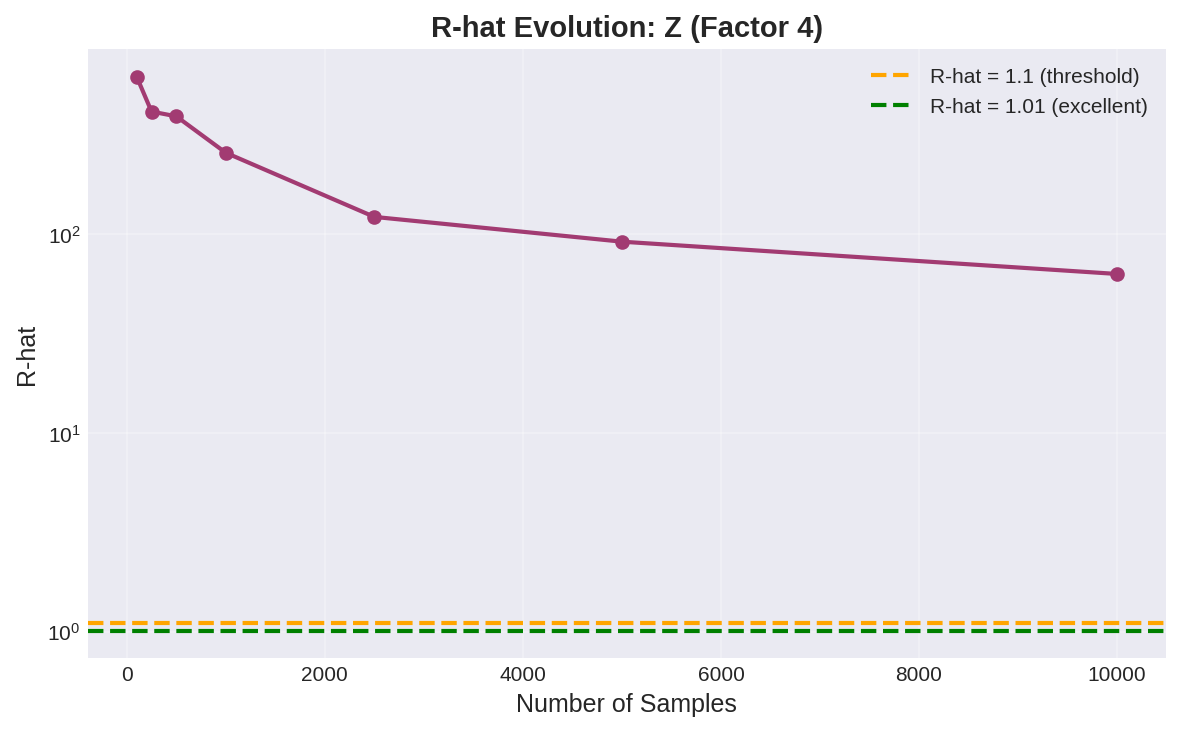 R-hat Evolution: Z (Factor 4)
R-hat = 1.1 (threshold)
R-hat = 1.01 (excellent)
R-hat
10²
10¹
10⁰
0 2000 4000 6000 8000 10000
Number of Samples